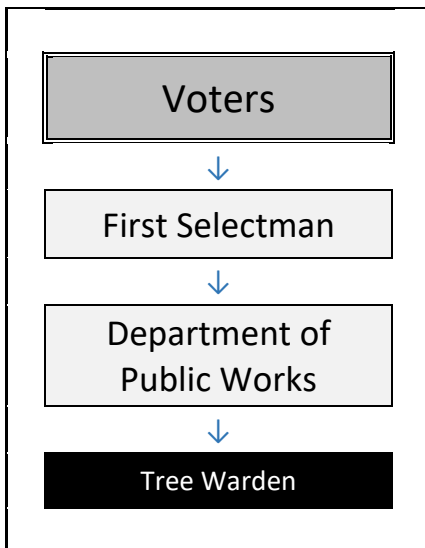 Voters
↓
First Selectman
↓
Department of
Public Works
↓
Tree Warden